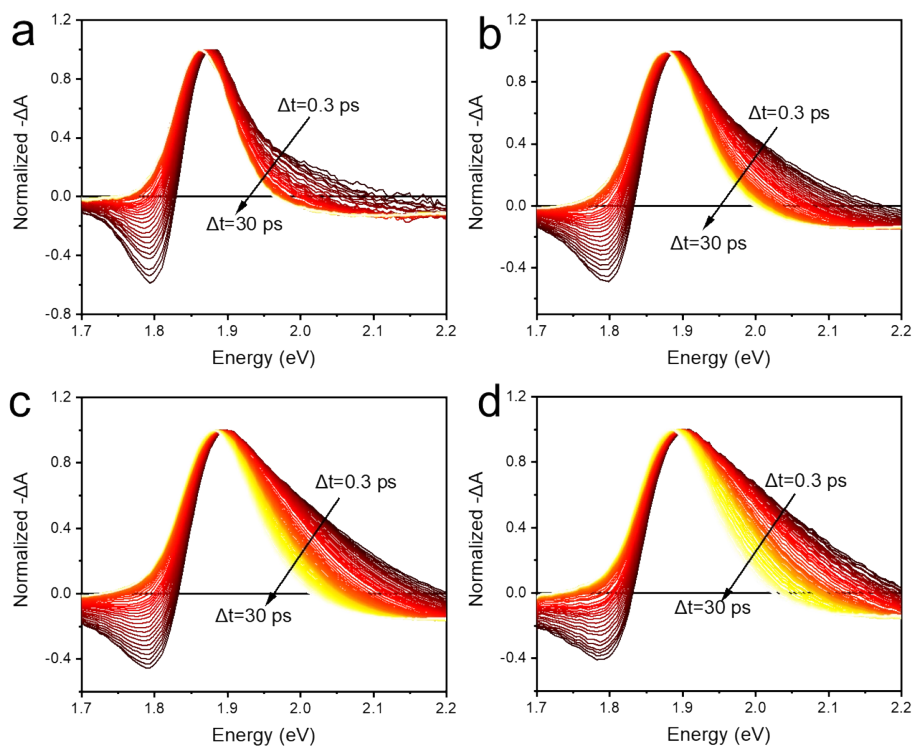 a
1.2
0.8
0.4
0.0
-0.4
-0.8
Normalized -ΔA
Δt=0.3 ps
Δt=30 ps
1.7 1.8 1.9 2.0 2.1 2.2
Energy (eV)
b
1.2
0.8
0.4
0.0
-0.4
Normalized -ΔA
Δt=0.3 ps
Δt=30 ps
1.7 1.8 1.9 2.0 2.1 2.2
Energy (eV)
c
1.2
0.8
0.4
0.0
-0.4
Normalized -ΔA
Δt=0.3 ps
Δt=30 ps
1.7 1.8 1.9 2.0 2.1 2.2
Energy (eV)
d
1.2
0.8
0.4
0.0
-0.4
Normalized -ΔA
Δt=0.3 ps
Δt=30 ps
1.7 1.8 1.9 2.0 2.1 2.2
Energy (eV)